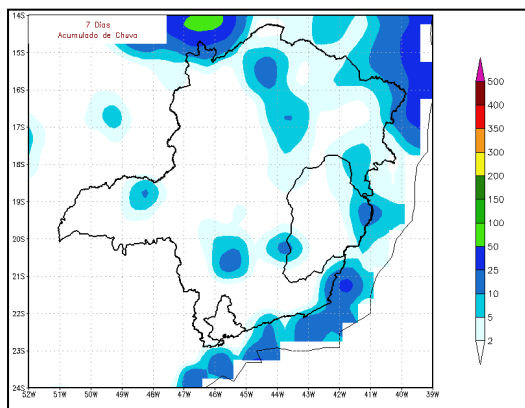 7 Dias
Acumulado de Chuva
14S
15S
16S
17S
18S
19S
20S
21S
22S
23S
24S
52W 51W 50W 49W 48W 47W 46W 45W 44W 43W 42W 41W 40W 39W
500
400
350
300
200
150
100
50
25
10
5
2